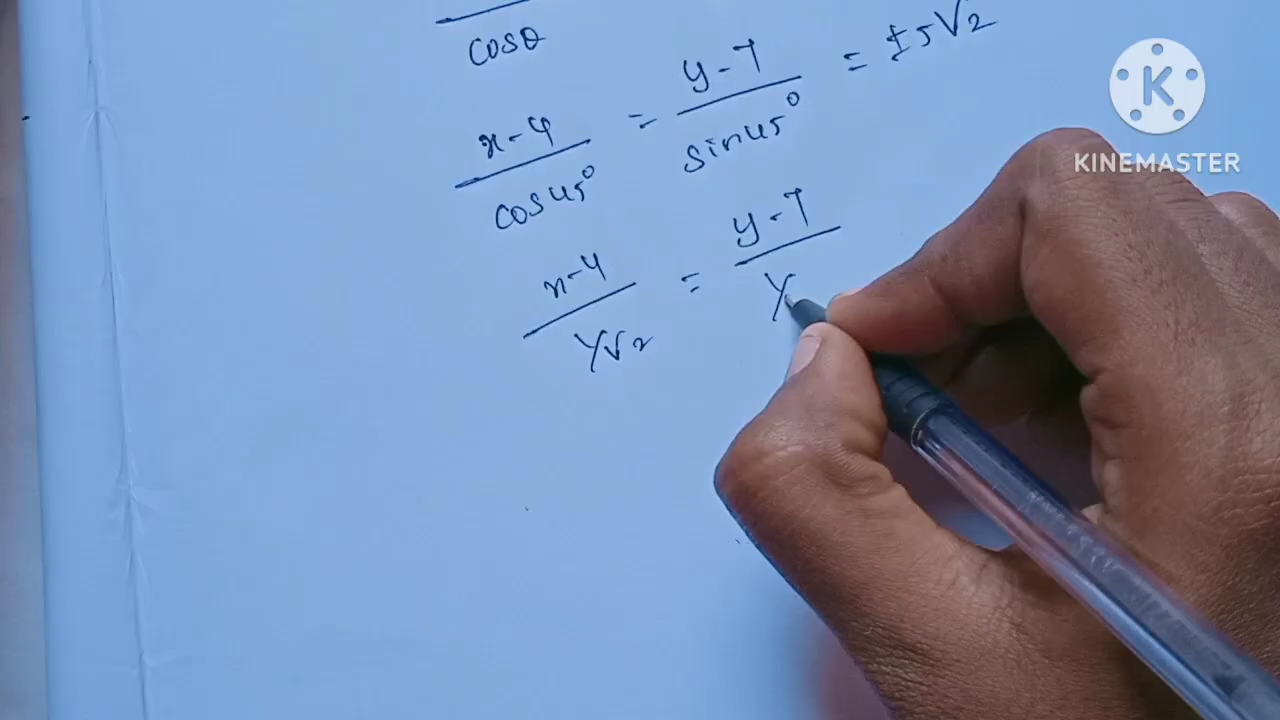 cosθ
x-4/cos45° = y-7/sin45° = ±5√2
x-4/1/√2 = y-7/1/
K
KINEMASTER